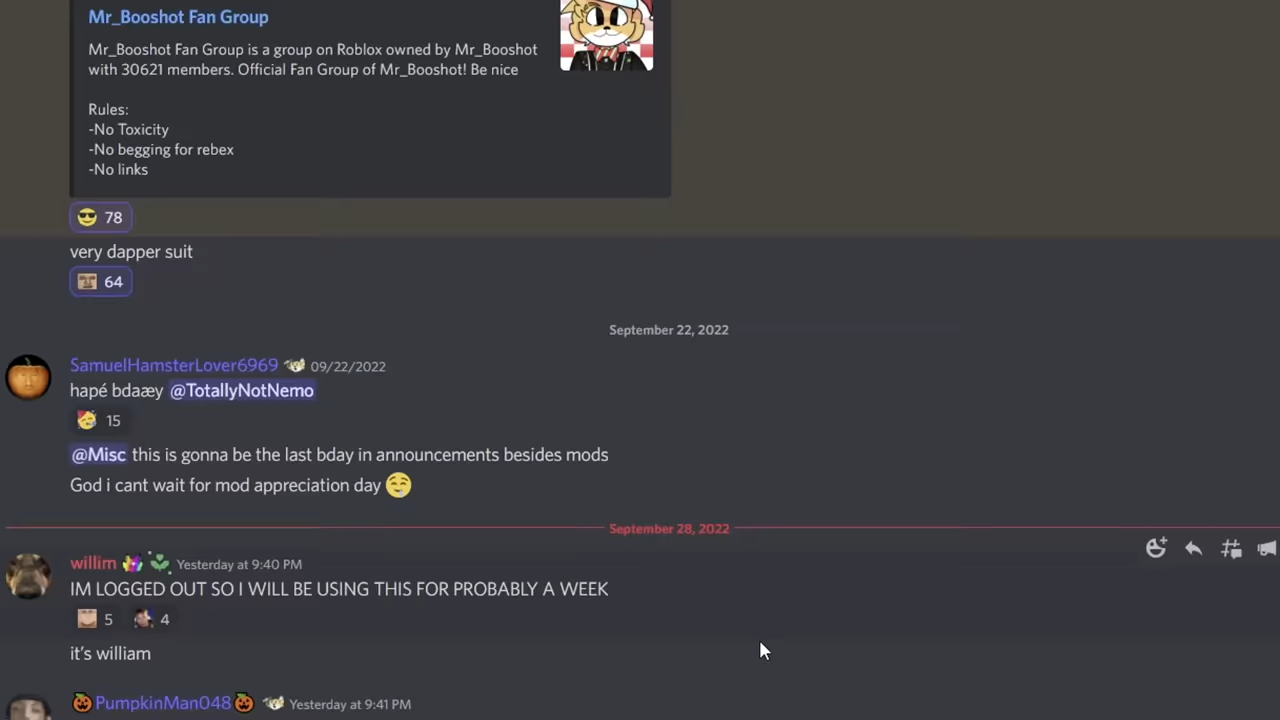 Mr_Booshot Fan Group
Mr_Booshot Fan Group is a group on Roblox owned by Mr_Booshot
with 30621 members. Official Fan Group of Mr_Booshot! Be nice
Rules:
-No Toxicity
-No begging for rebex
-No links
78
very dapper suit
64
September 22, 2022
SamuelHamsterLover6969 09/22/2022
hapé bdaæy @TotallyNotNemo
15
@Misc this is gonna be the last bday in announcements besides mods
God i cant wait for mod appreciation day
September 28, 2022
willim Yesterday at 9:40 PM
IM LOGGED OUT SO I WILL BE USING THIS FOR PROBABLY A WEEK
5 4
it's william
PumpkinMan048 Yesterday at 9:41 PM